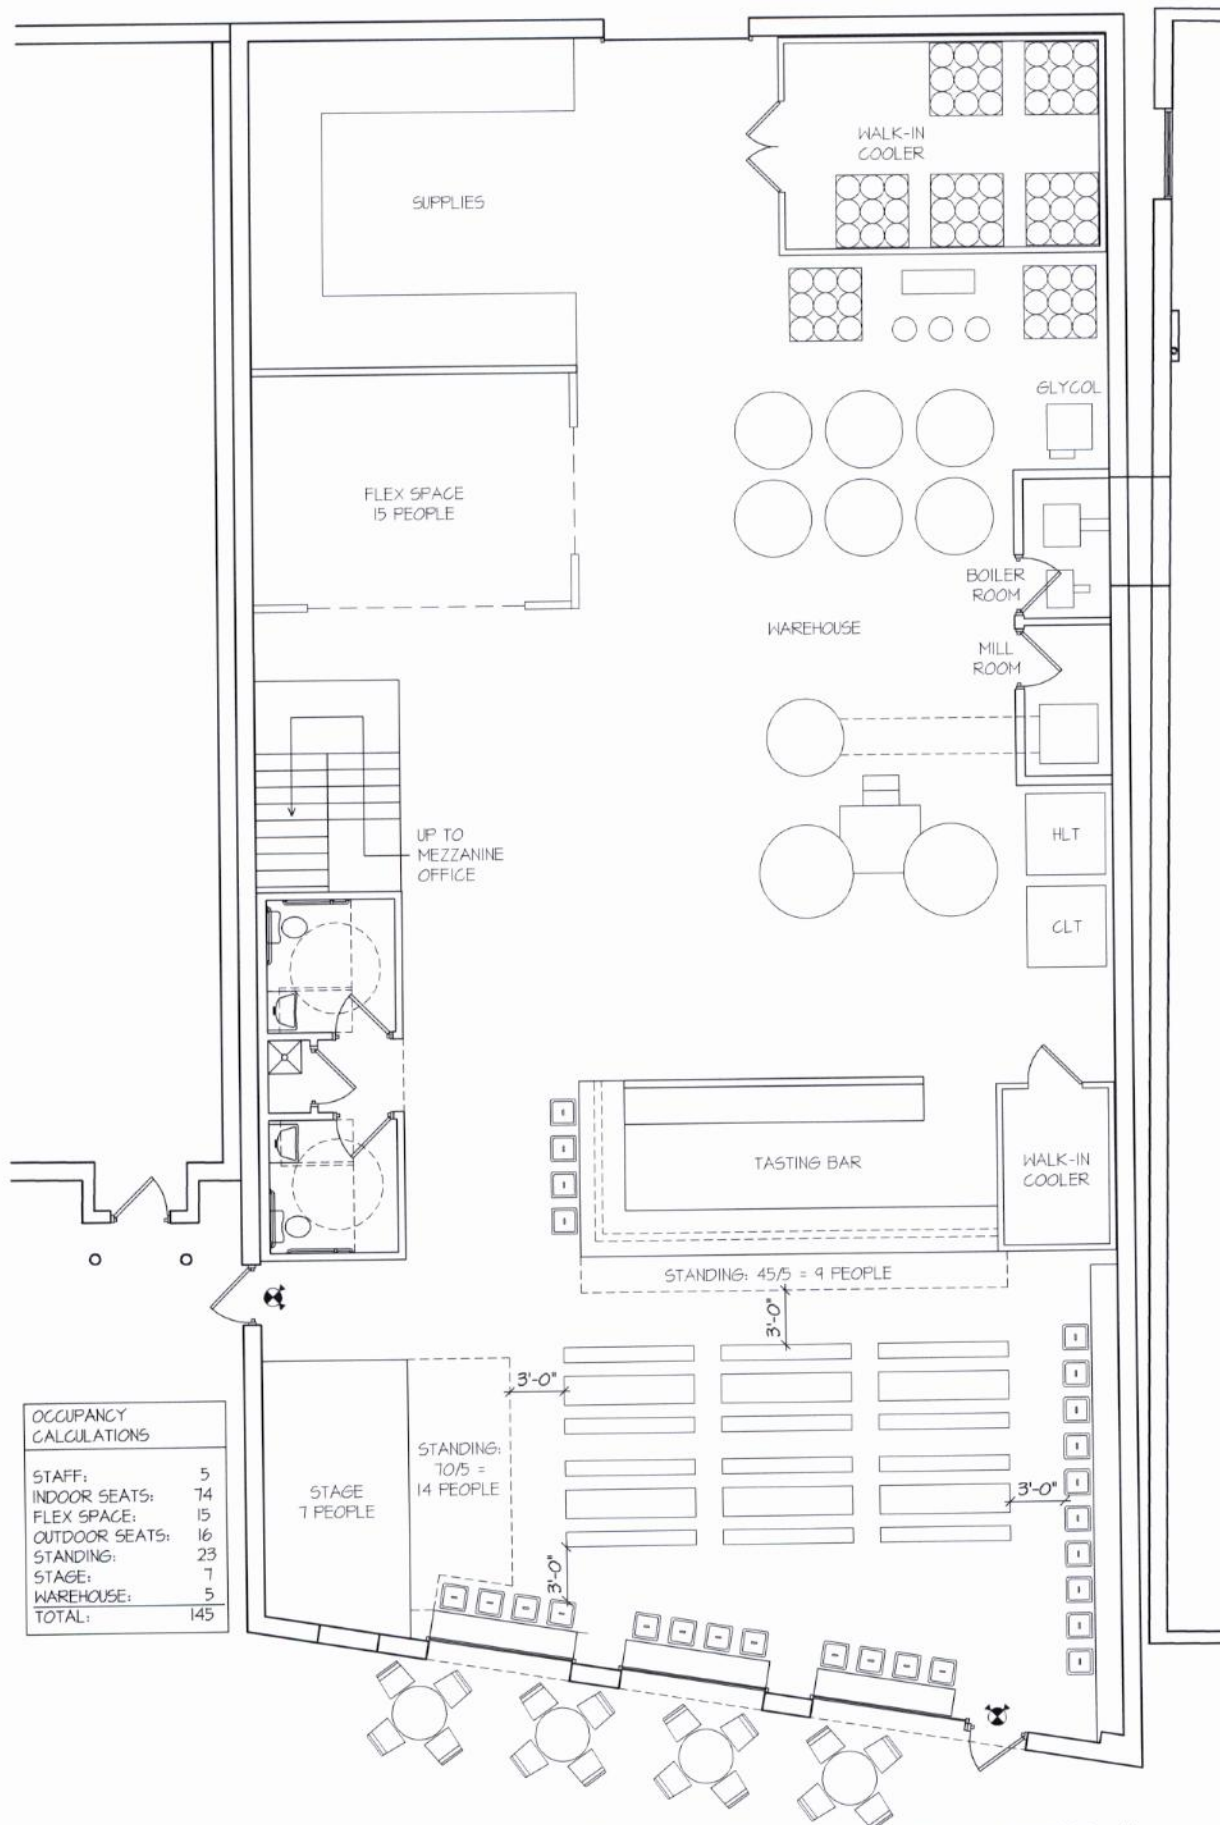 WALK-IN
COOLER
SUPPLIES
GLYCOL
FLEX SPACE
15 PEOPLE
BOILER
ROOM
WAREHOUSE
MILL
ROOM
UP TO
MEZZANINE
OFFICE
HLT
CLT
TASTING BAR
WALK-IN
COOLER
STANDING: 45/5 = 9 PEOPLE
3'-0"
3'-0"
STANDING:
70/5 =
14 PEOPLE
STAGE
7 PEOPLE
3'-0"
3'-0"
OCCUPANCY
CALCULATIONS
STAFF: 5
INDOOR SEATS: 74
FLEX SPACE: 15
OUTDOOR SEATS: 16
STANDING: 23
STAGE: 7
WAREHOUSE: 5
TOTAL: 145